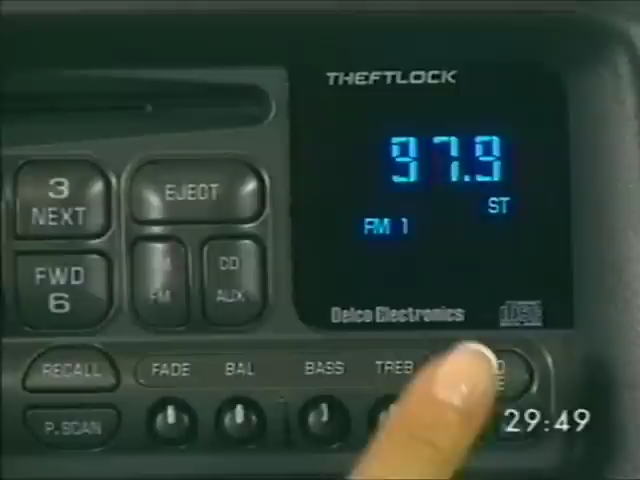 THEFTLOCK
97.9
ST
FM 1
3
NEXT
EJECT
FWD
6
FM
CD
AUX
Delco Electronics
RECALL
FADE
BAL
BASS
TREB
P.SCAN
29:49